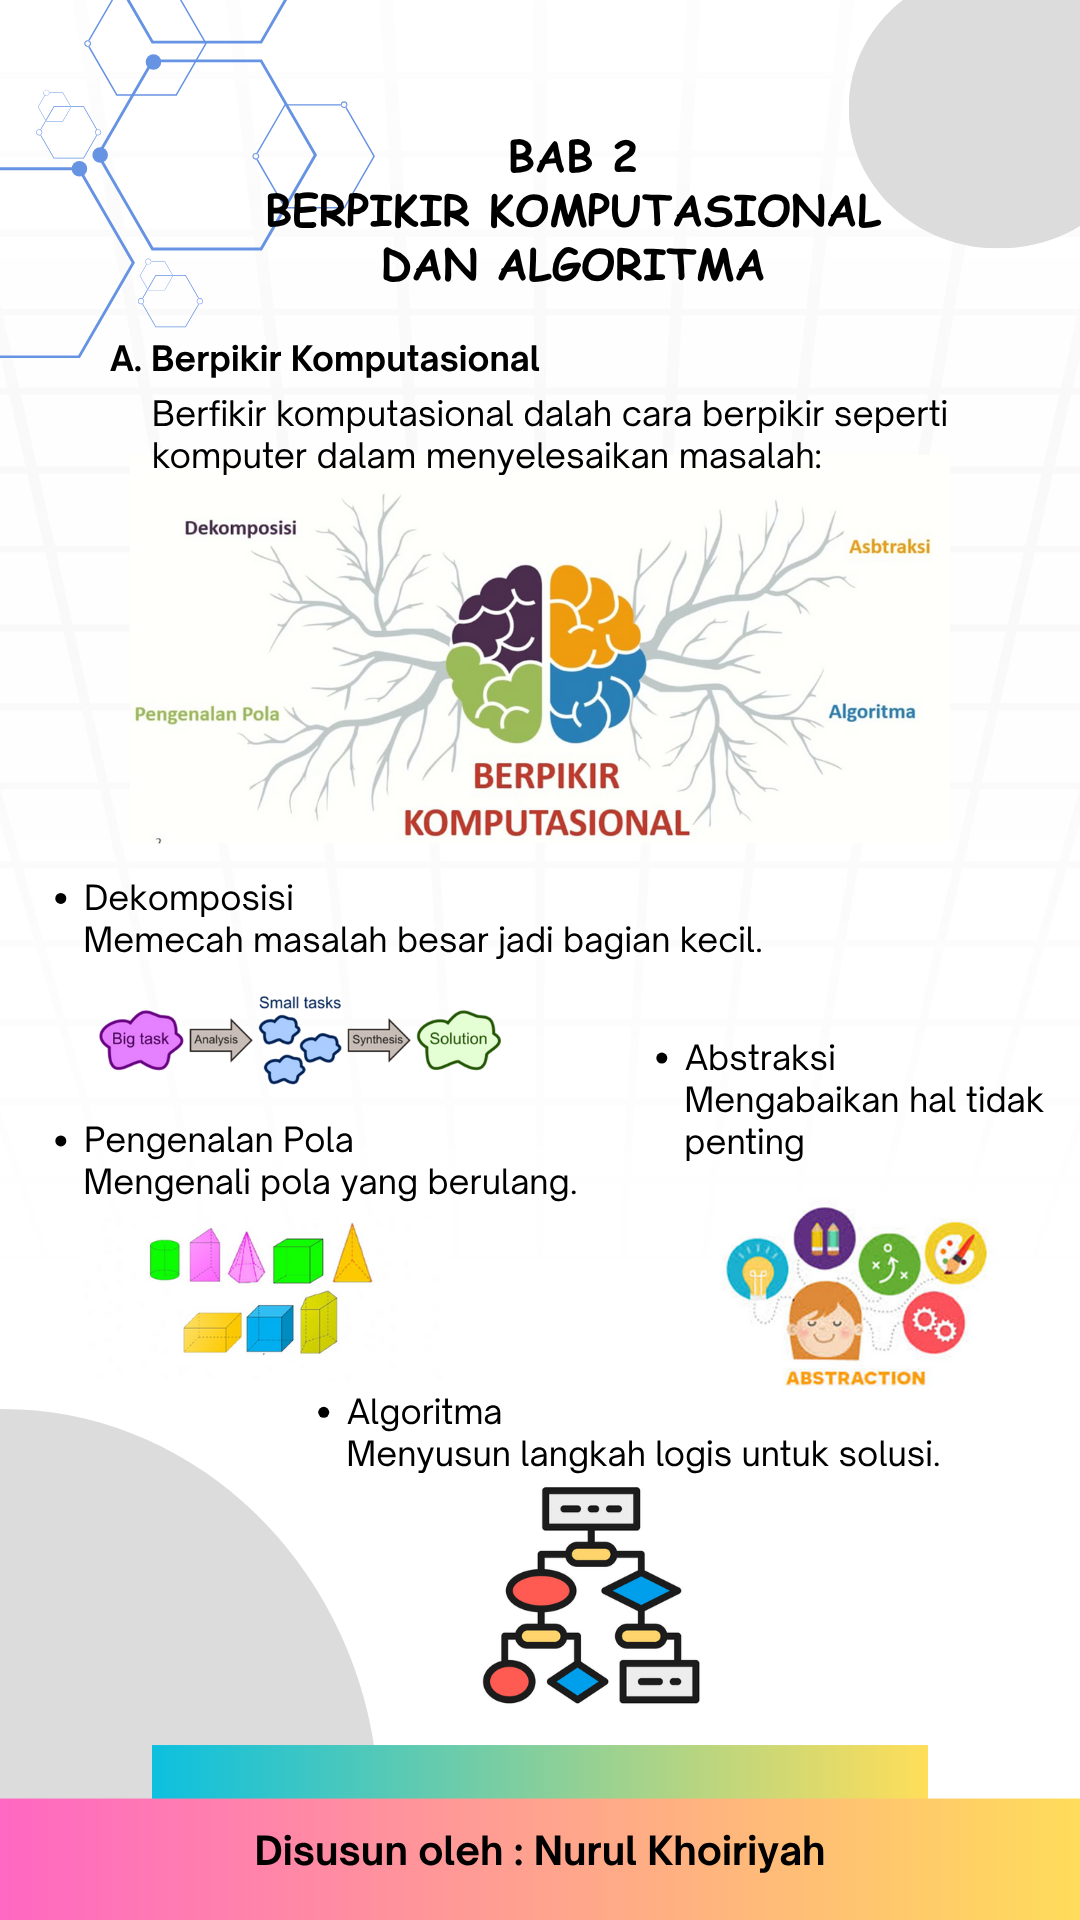 BAB 2
BERPIKIR KOMPUTASIONAL
DAN ALGORITMA
A. Berpikir Komputasional
Berfikir komputasional dalah cara berpikir seperti
komputer dalam menyelesaikan masalah:
Dekomposisi
Asbtraksi
Pengenalan Pola
Algoritma
BERPIKIR
KOMPUTASIONAL
• Dekomposisi
Memecah masalah besar jadi bagian kecil.
Small tasks
Big task
Analysis
Synthesis
Solution
• Abstraksi
Mengabaikan hal tidak
penting
• Pengenalan Pola
Mengenali pola yang berulang.
ABSTRACTION
• Algoritma
Menyusun langkah logis untuk solusi.
Disusun oleh : Nurul Khoiriyah